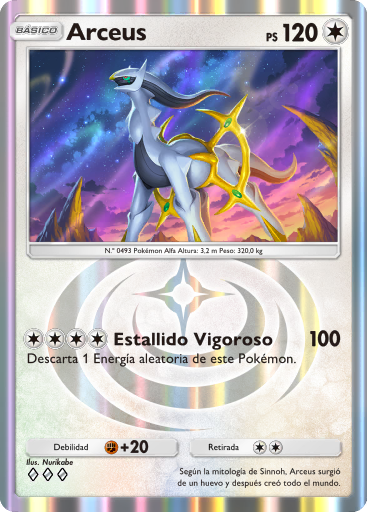 BÁSICO Arceus PS 120
N.º 0493 Pokémon Alfa Altura: 3,2 m Peso: 320,0 kg
Estallido Vigoroso 100
Descarta 1 Energía aleatoria de este Pokémon.
Debilidad +20 Retirada
Ilus. Nurikabe
Según la mitología de Sinnoh, Arceus surgió
de un huevo y después creó todo el mundo.